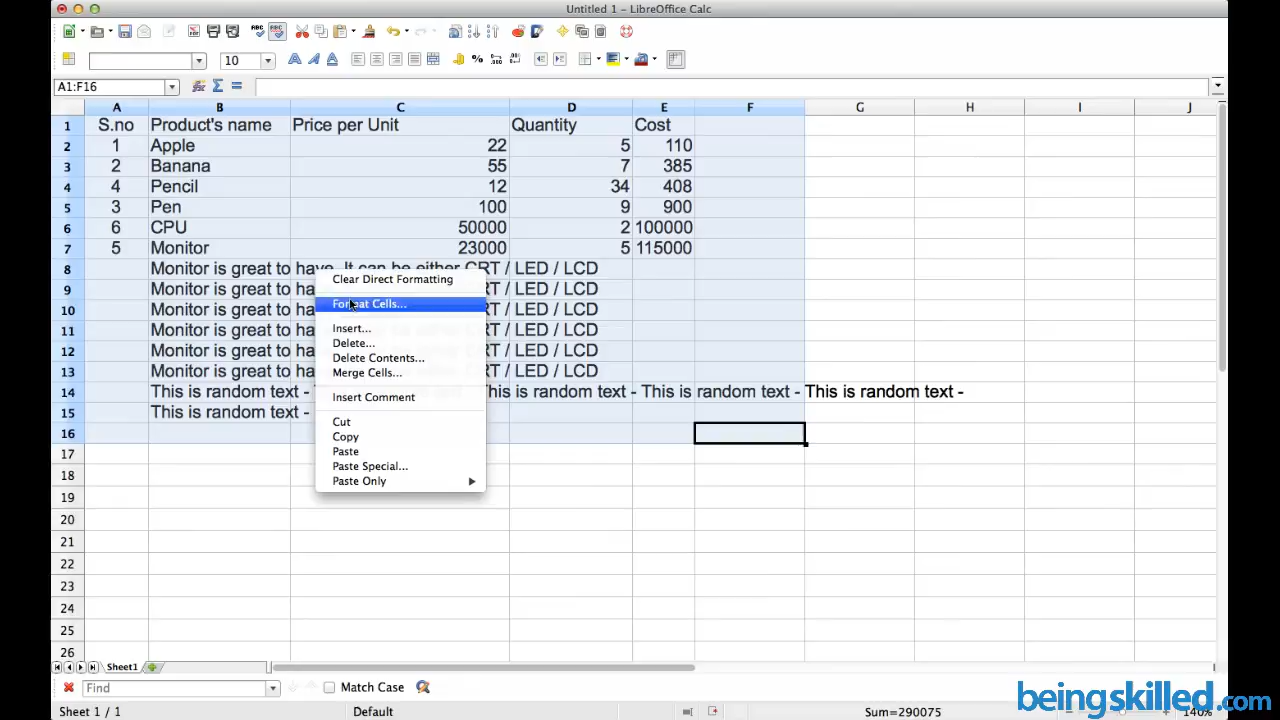 Untitled 1 - LibreOffice Calc
10
A1:F16
A B C D E F G H I J
1 S.no Product's name Price per Unit Quantity Cost
2 1 Apple 22 5 110
3 2 Banana 55 7 385
4 4 Pencil 12 34 408
5 3 Pen 100 9 900
6 6 CPU 50000 2 100000
7 5 Monitor 23000 5 115000
8 Monitor is great to have. It can be either CRT / LED / LCD
9 Monitor is great to ha RT / LED / LCD
10 Monitor is great to ha RT / LED / LCD
11 Monitor is great to ha RT / LED / LCD
12 Monitor is great to ha RT / LED / LCD
13 Monitor is great to ha RT / LED / LCD
14 This is random text - This is random text - This is random text - This is random text -
15 This is random text -
16
17
18
19
20
21
22
23
24
25
26
Clear Direct Formatting
Format Cells...
Insert...
Delete...
Delete Contents...
Merge Cells...
Insert Comment
Cut
Copy
Paste
Paste Special...
Paste Only
Sheet1
Find Match Case
Sheet 1 / 1 Default Sum=290075 140%
beingskilled.com